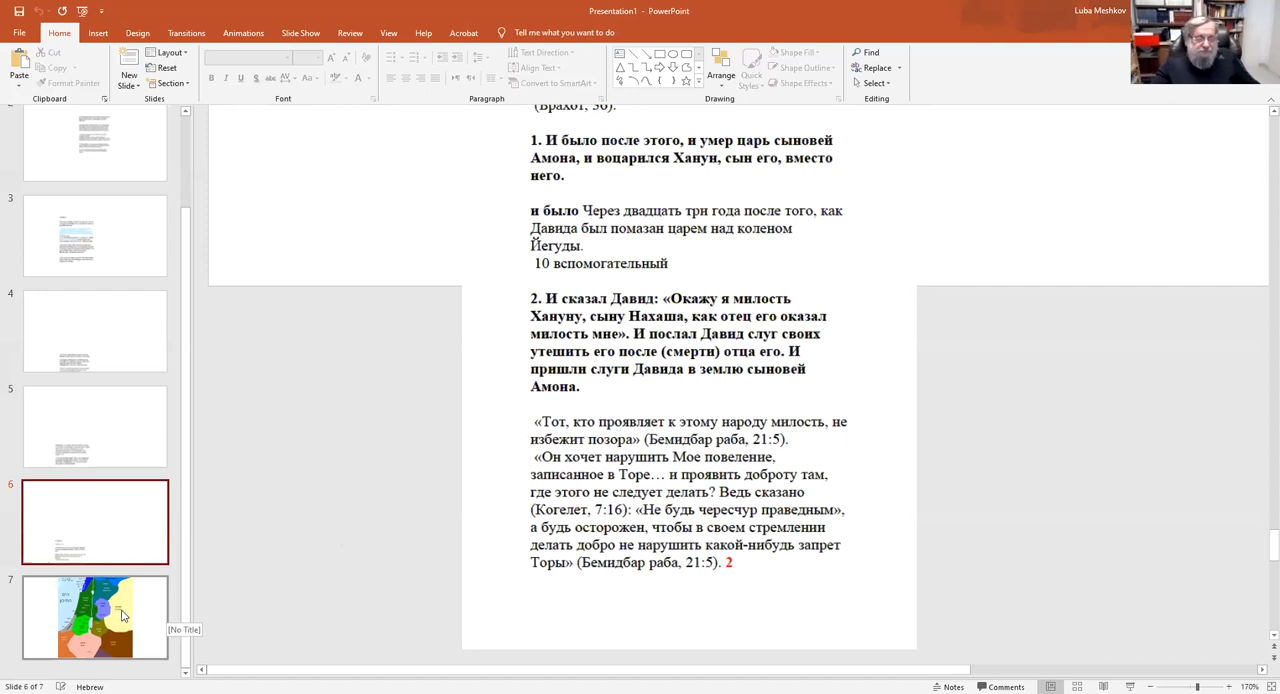 Presentation1 - PowerPoint
Luba Meshkov
File Home Insert Design Transitions Animations Slide Show Review View Help Acrobat Tell me what you want to do
Paste
Cut
Copy
Format Painter
Clipboard
New
Slide
Layout
Reset
Section
Slides
Font
Text Direction
Align Text
Convert to SmartArt
Paragraph
Arrange
Quick
Styles
Shape Fill
Shape Outline
Shape Effects
Drawing
Find
Replace
Select
Editing
3
4
5
6
7
[No Title]
(Брахот, 3б).
1. И было после этого, и умер царь сыновей
Амона, и воцарился Ханун, сын его, вместо
него.
и было Через двадцать три года после того, как
Давида был помазан царем над коленом
Йегуды.
10 вспомогательный
2. И сказал Давид: «Окажу я милость
Хануну, сыну Нахаша, как отец его оказал
милость мне». И послал Давид слуг своих
утешить его после (смерти) отца его. И
пришли слуги Давида в землю сыновей
Амона.
«Тот, кто проявляет к этому народу милость, не
избежит позора» (Бемидбар раба, 21:5).
«Он хочет нарушить Мое повеление,
записанное в Торе… и проявить доброту там,
где этого не следует делать? Ведь сказано
(Когелет, 7:16): «Не будь чересчур праведным»,
а будь осторожен, чтобы в своем стремлении
делать добро не нарушить какой-нибудь запрет
Торы» (Бемидбар раба, 21:5). 2
Slide 6 of 7 Hebrew
Notes Comments 170%